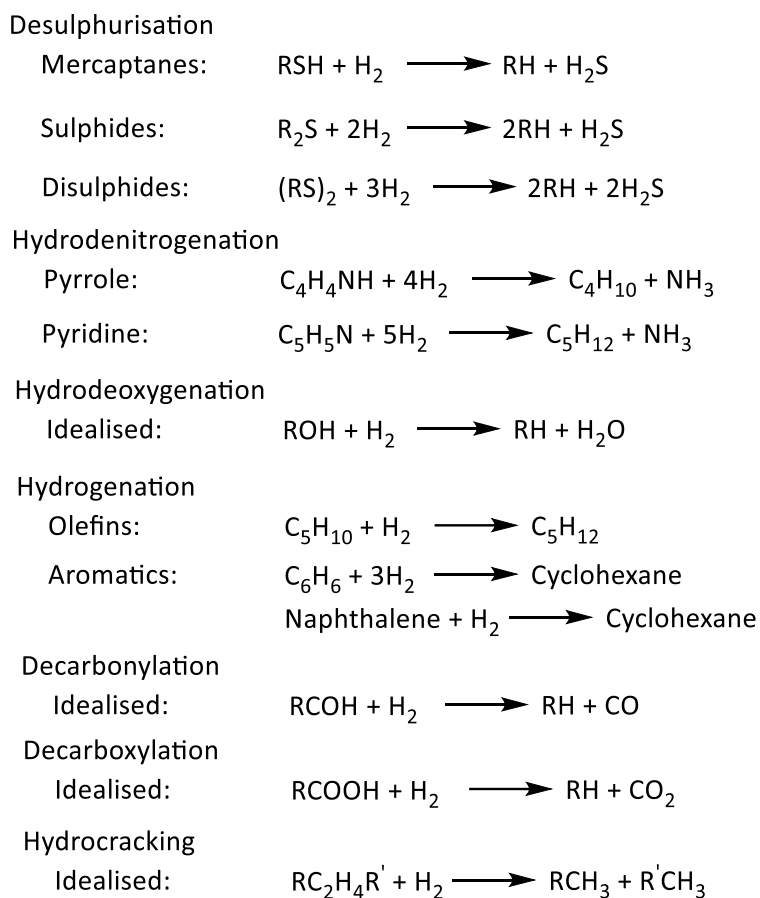 Desulphurisation
Mercaptanes: RSH + H₂ ⟶ RH + H₂S
Sulphides: R₂S + 2H₂ ⟶ 2RH + H₂S
Disulphides: (RS)₂ + 3H₂ ⟶ 2RH + 2H₂S
Hydrodenitrogenation
Pyrrole: C₄H₄NH + 4H₂ ⟶ C₄H₁₀ + NH₃
Pyridine: C₅H₅N + 5H₂ ⟶ C₅H₁₂ + NH₃
Hydrodeoxygenation
Idealised: ROH + H₂ ⟶ RH + H₂O
Hydrogenation
Olefins: C₅H₁₀ + H₂ ⟶ C₅H₁₂
Aromatics: C₆H₆ + 3H₂ ⟶ Cyclohexane
Naphthalene + H₂ ⟶ Cyclohexane
Decarbonylation
Idealised: RCOH + H₂ ⟶ RH + CO
Decarboxylation
Idealised: RCOOH + H₂ ⟶ RH + CO₂
Hydrocracking
Idealised: RC₂H₄R' + H₂ ⟶ RCH₃ + R'CH₃